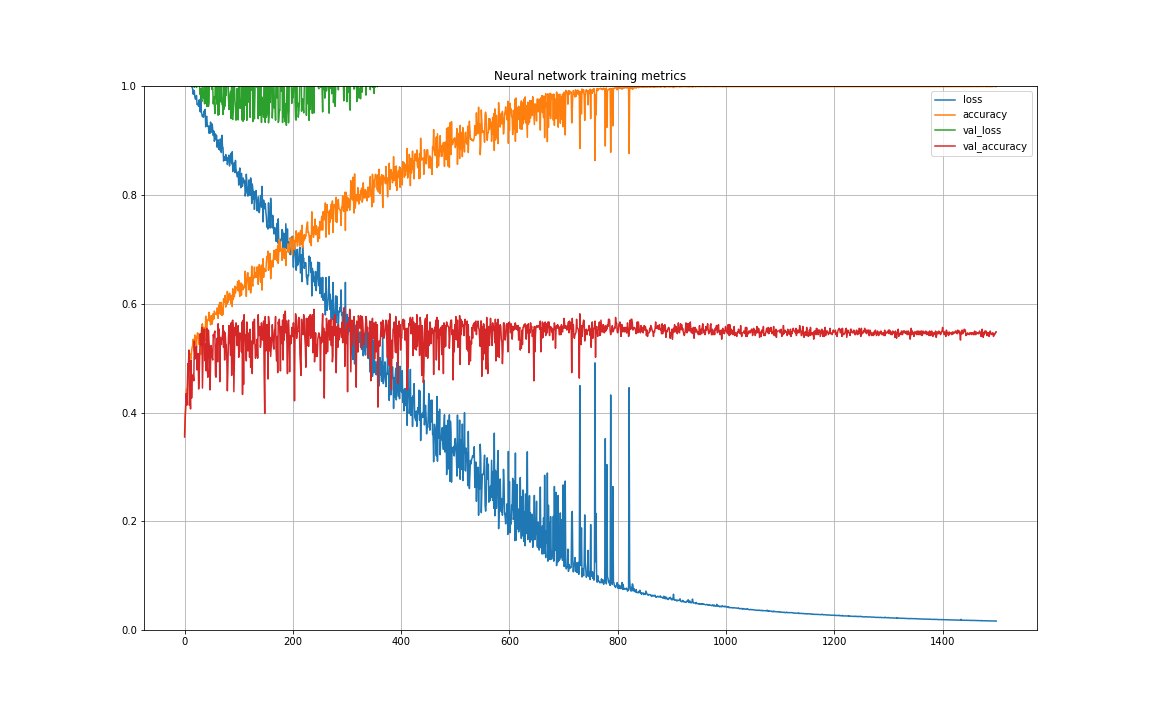 Neural network training metrics
1.0
0.8
0.6
0.4
0.2
0.0
0 200 400 600 800 1000 1200 1400
loss
accuracy
val_loss
val_accuracy